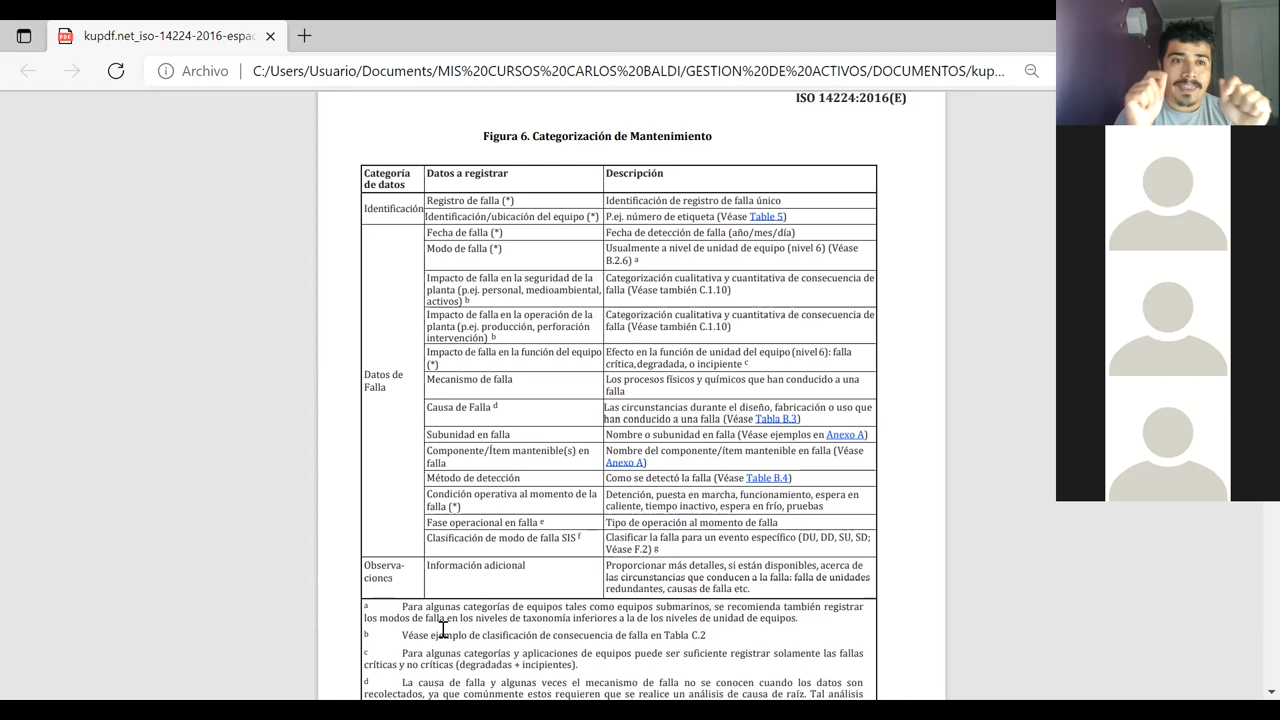 kupdf.net_iso-14224-2016-espac
Archivo
C:/Users/Usuario/Documents/MIS%20CURSOS%20CARLOS%20BALDI/GESTION%20DE%20ACTIVOS/DOCUMENTOS/kup...
ISO 14224:2016(E)
Figura 6. Categorización de Mantenimiento
Categoría de datos
Datos a registrar
Descripción
Identificación
Registro de falla (*)
Identificación de registro de falla único
Identificación/ubicación del equipo (*)
P.ej. número de etiqueta (Véase Table 5)
Datos de
Falla
Fecha de falla (*)
Fecha de detección de falla (año/mes/día)
Modo de falla (*)
Usualmente a nivel de unidad de equipo (nivel 6) (Véase
B.2.6) a
Impacto de falla en la seguridad de la
planta (p.ej. personal, medioambiental,
activos) b
Categorización cualitativa y cuantitativa de consecuencia de
falla (Véase también C.1.10)
Impacto de falla en la operación de la
planta (p.ej. producción, perforación
intervención) b
Categorización cualitativa y cuantitativa de consecuencia de
falla (Véase también C.1.10)
Impacto de falla en la función del equipo
(*)
Efecto en la función de unidad del equipo (nivel 6): falla
crítica,degradada, o incipiente c
Mecanismo de falla
Los procesos físicos y químicos que han conducido a una
falla
Causa de Falla d
Las circunstancias durante el diseño, fabricación o uso que
han conducido a una falla (Véase Tabla B.3)
Subunidad en falla
Nombre o subunidad en falla (Véase ejemplos en Anexo A)
Componente/Ítem mantenible(s) en
falla
Nombre del componente/ítem mantenible en falla (Véase
Anexo A)
Método de detección
Como se detectó la falla (Véase Table B.4)
Condición operativa al momento de la
falla (*)
Detención, puesta en marcha, funcionamiento, espera en
caliente, tiempo inactivo, espera en frío, pruebas
Fase operacional en falla e
Tipo de operación al momento de falla
Clasificación de modo de falla SIS f
Clasificar la falla para un evento específico (DU, DD, SU, SD;
Véase F.2) g
Observa-
ciones
Información adicional
Proporcionar más detalles, si están disponibles, acerca de
las circunstancias que conducen a la falla: falla de unidades
redundantes, causas de falla etc.
a Para algunas categorías de equipos tales como equipos submarinos, se recomienda también registrar
los modos de falla en los niveles de taxonomía inferiores a la de los niveles de unidad de equipos.
b Véase ejemplo de clasificación de consecuencia de falla en Tabla C.2
c Para algunas categorías y aplicaciones de equipos puede ser suficiente registrar solamente las fallas
críticas y no críticas (degradadas + incipientes).
d La causa de falla y algunas veces el mecanismo de falla no se conocen cuando los datos son
recolectados, ya que comúnmente estos requieren que se realice un análisis de causa de raíz. Tal análisis